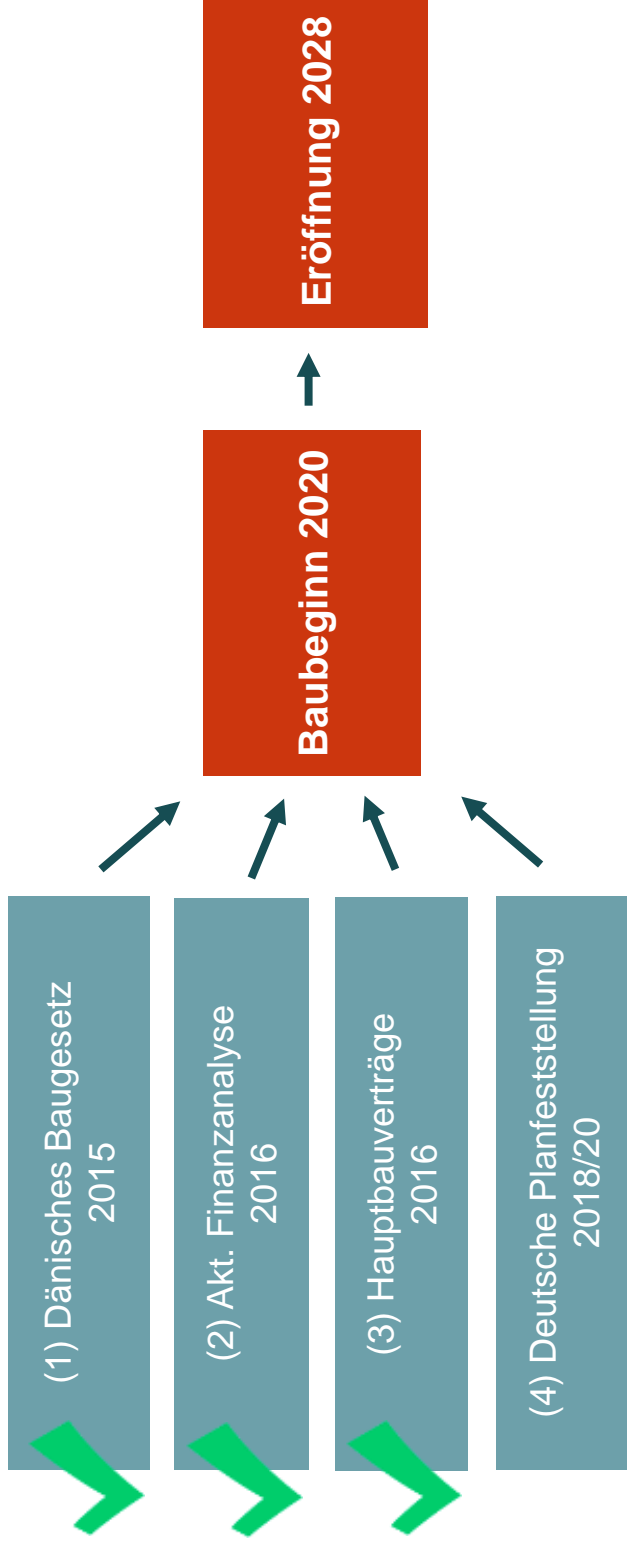 (1) Dänisches Baugesetz
2015
(2) Akt. Finanzanalyse
2016
(3) Hauptbauverträge
2016
(4) Deutsche Planfeststellung
2018/20
Baubeginn 2020
Eröffnung 2028